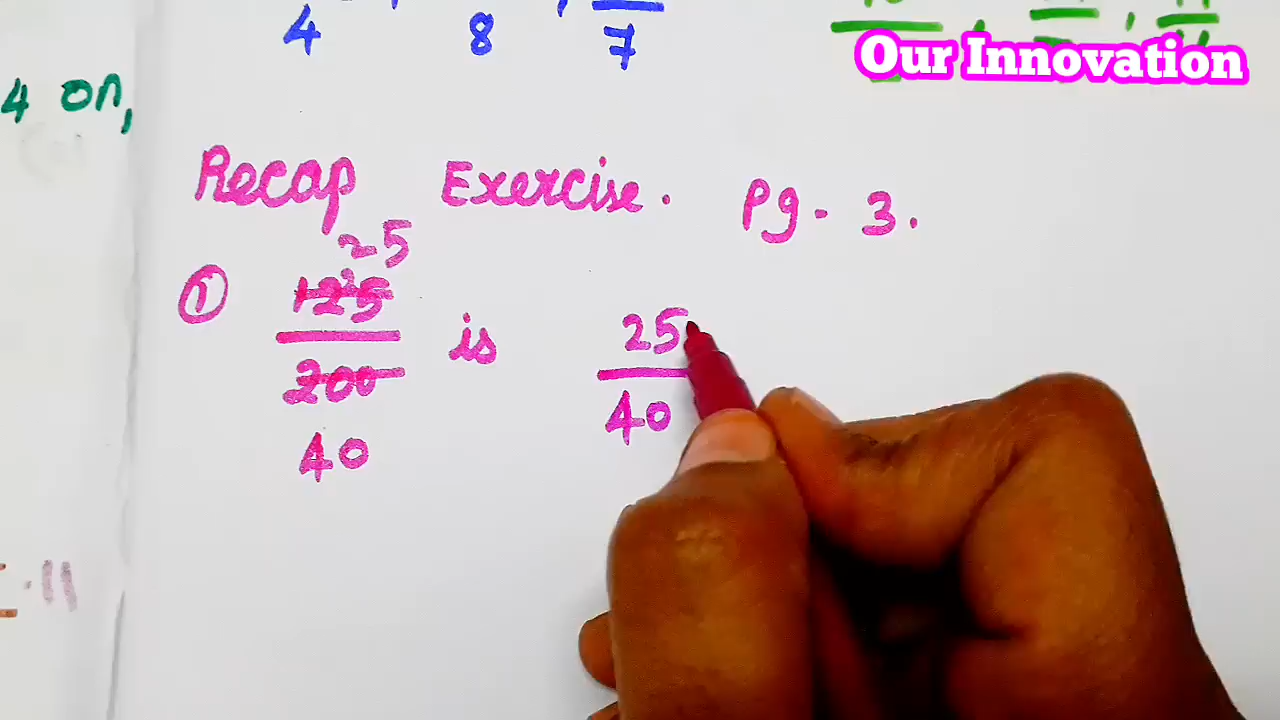 4 8 7
Our Innovation
4 on,
Recap Exercise. Pg - 3.
25
① 125/200 is 25/40
40
.11